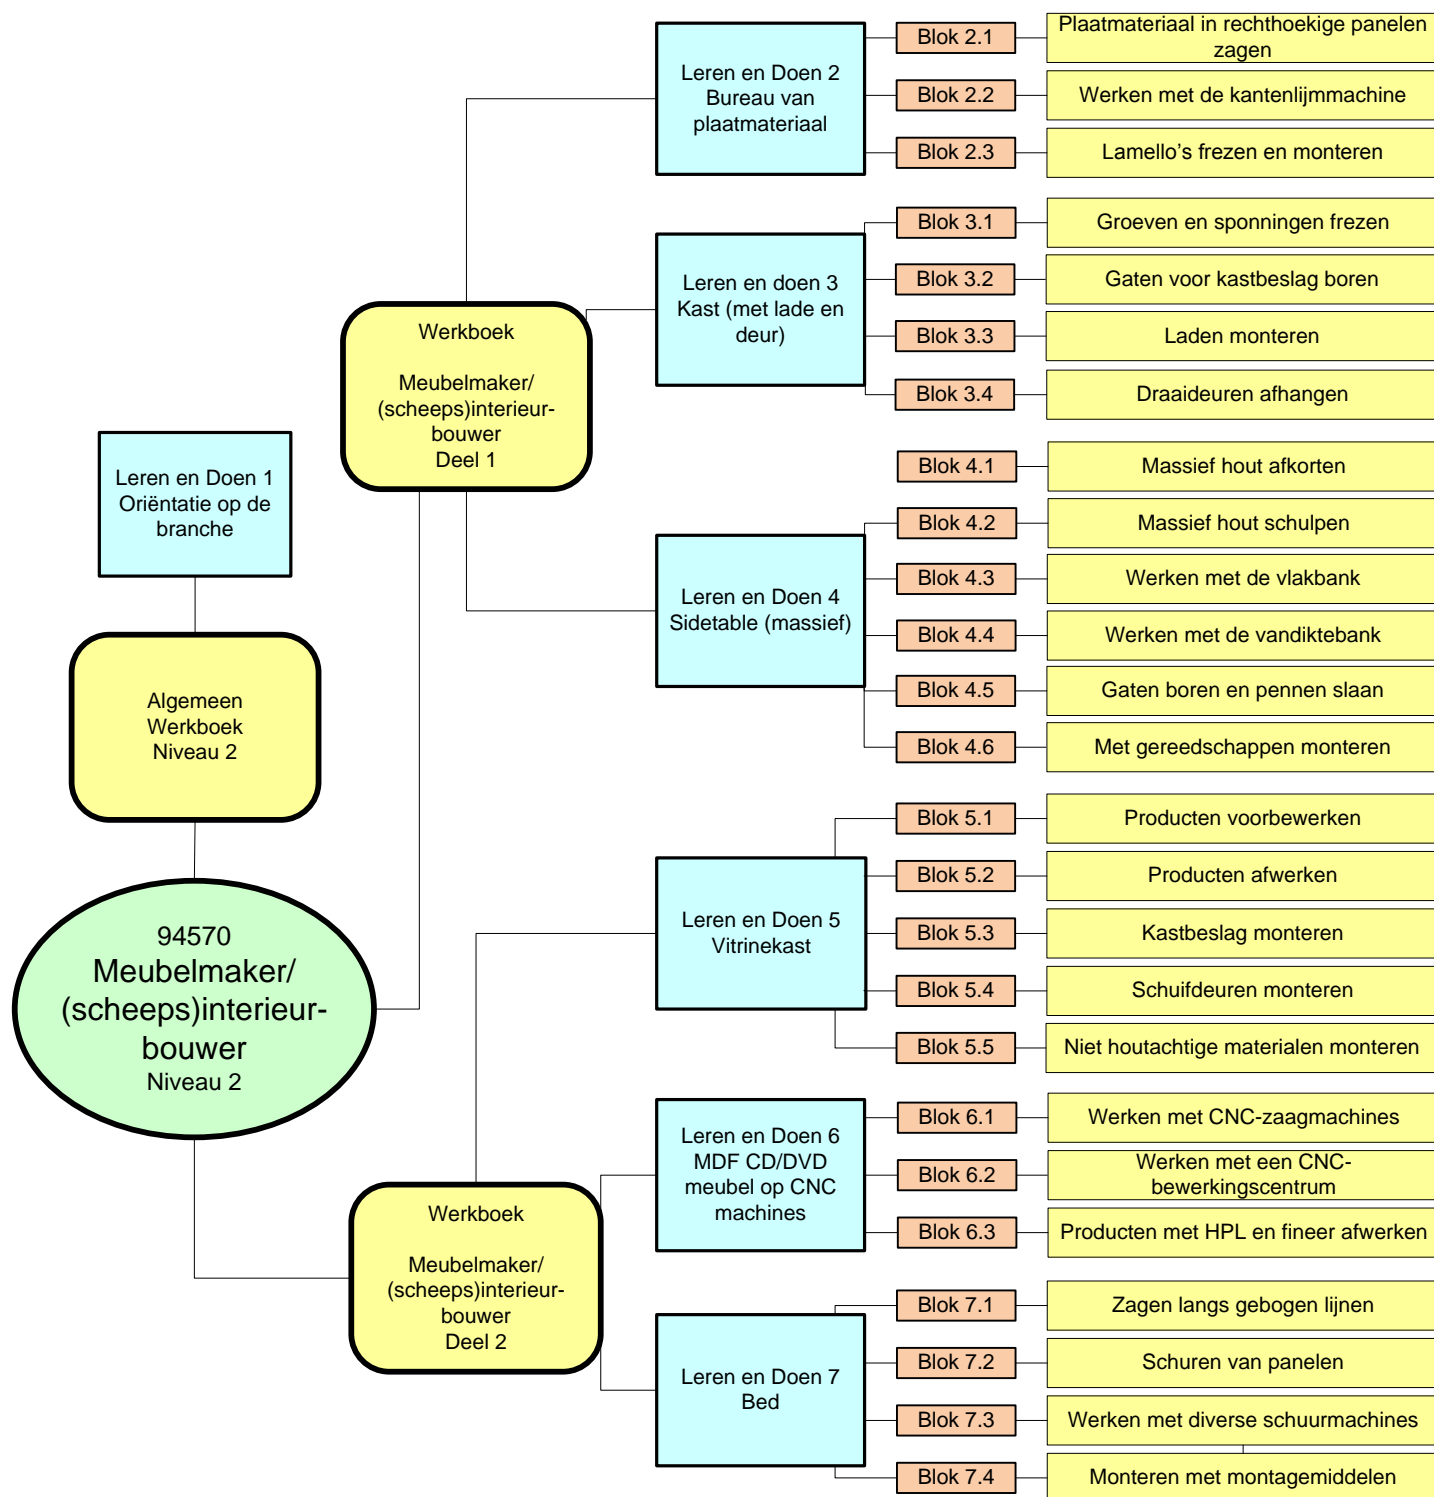 Leren en Doen 1
Oriëntatie op de
branche
Algemeen
Werkboek
Niveau 2
94570
Meubelmaker/
(scheeps)interieur-
bouwer
Niveau 2
Werkboek
Meubelmaker/
(scheeps)interieur-
bouwer
Deel 1
Leren en Doen 2
Bureau van
plaatmateriaal
Blok 2.1
Plaatmateriaal in rechthoekige panelen
zagen
Blok 2.2
Werken met de kantenlijmmachine
Blok 2.3
Lamello’s frezen en monteren
Leren en doen 3
Kast (met lade en
deur)
Blok 3.1
Groeven en sponningen frezen
Blok 3.2
Gaten voor kastbeslag boren
Blok 3.3
Laden monteren
Blok 3.4
Draaideuren afhangen
Leren en Doen 4
Sidetable (massief)
Blok 4.1
Massief hout afkorten
Blok 4.2
Massief hout schulpen
Blok 4.3
Werken met de vlakbank
Blok 4.4
Werken met de vandiktebank
Blok 4.5
Gaten boren en pennen slaan
Blok 4.6
Met gereedschappen monteren
Werkboek
Meubelmaker/
(scheeps)interieur-
bouwer
Deel 2
Leren en Doen 5
Vitrinekast
Blok 5.1
Producten voorbewerken
Blok 5.2
Producten afwerken
Blok 5.3
Kastbeslag monteren
Blok 5.4
Schuifdeuren monteren
Blok 5.5
Niet houtachtige materialen monteren
Leren en Doen 6
MDF CD/DVD
meubel op CNC
machines
Blok 6.1
Werken met CNC-zaagmachines
Blok 6.2
Werken met een CNC-
bewerkingscentrum
Blok 6.3
Producten met HPL en fineer afwerken
Leren en Doen 7
Bed
Blok 7.1
Zagen langs gebogen lijnen
Blok 7.2
Schuren van panelen
Blok 7.3
Werken met diverse schuurmachines
Blok 7.4
Monteren met montagemiddelen